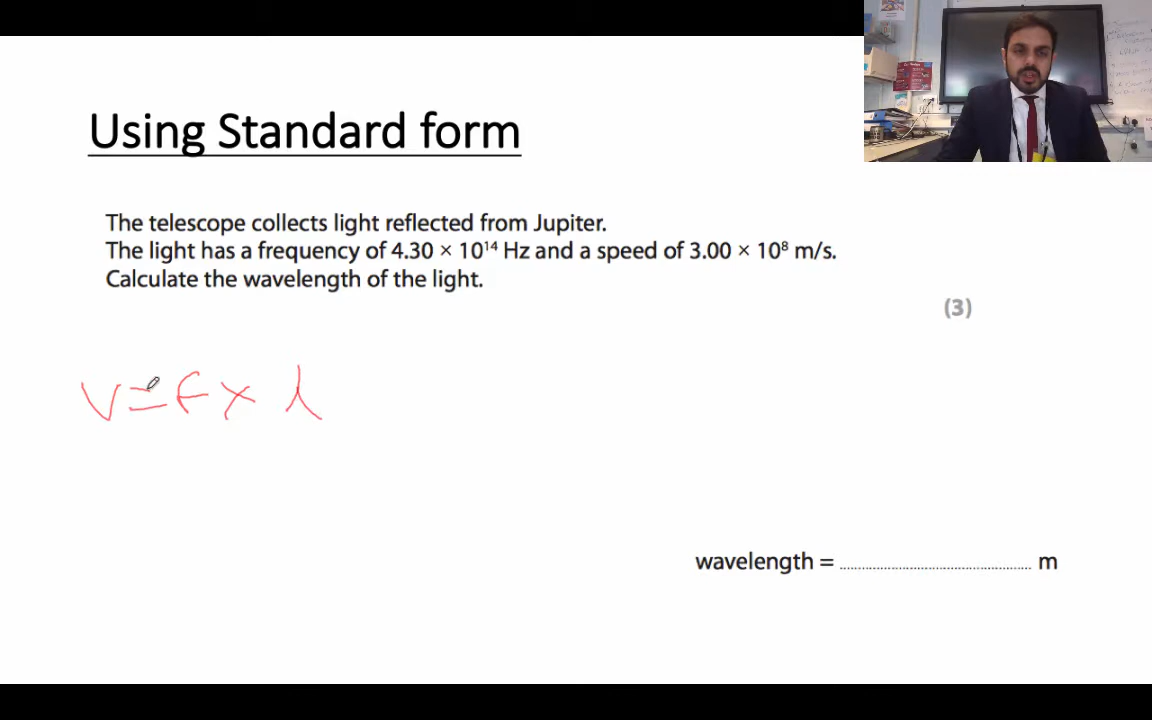 Using Standard form
The telescope collects light reflected from Jupiter.
The light has a frequency of 4.30 × 10¹⁴ Hz and a speed of 3.00 × 10⁸ m/s.
Calculate the wavelength of the light.
(3)
v = f × λ
wavelength = ............................................ m